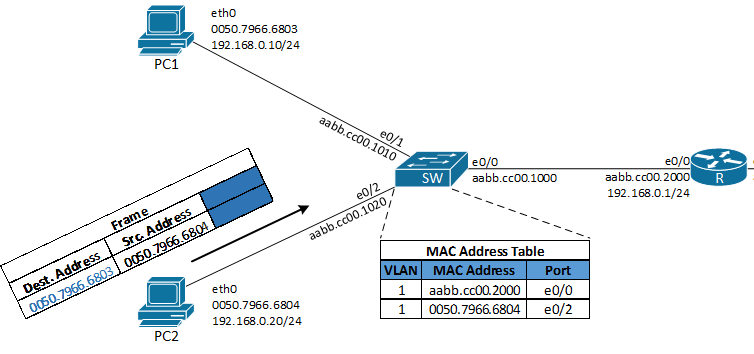 eth0
0050.7966.6803
192.168.0.10/24
PC1
e0/1
aabb.cc00.1010
e0/0
aabb.cc00.1000
SW
e0/0
aabb.cc00.2000
192.168.0.1/24
R
e0/2
aabb.cc00.1020
Frame
Dest. Address Src. Address
0050.7966.6803 0050.7966.6804
eth0
0050.7966.6804
192.168.0.20/24
PC2
MAC Address Table
VLAN MAC Address Port
1 aabb.cc00.2000 e0/0
1 0050.7966.6804 e0/2